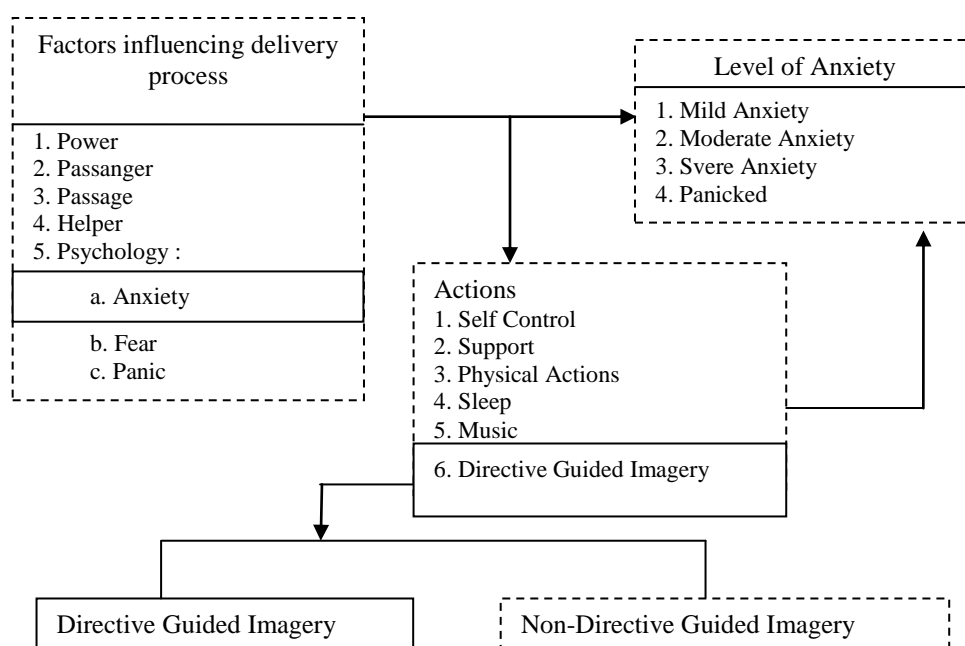 Factors influencing delivery
process
1. Power
2. Passanger
3. Passage
4. Helper
5. Psychology :
a. Anxiety
b. Fear
c. Panic
Level of Anxiety
1. Mild Anxiety
2. Moderate Anxiety
3. Svere Anxiety
4. Panicked
Actions
1. Self Control
2. Support
3. Physical Actions
4. Sleep
5. Music
6. Directive Guided Imagery
Directive Guided Imagery
Non-Directive Guided Imagery